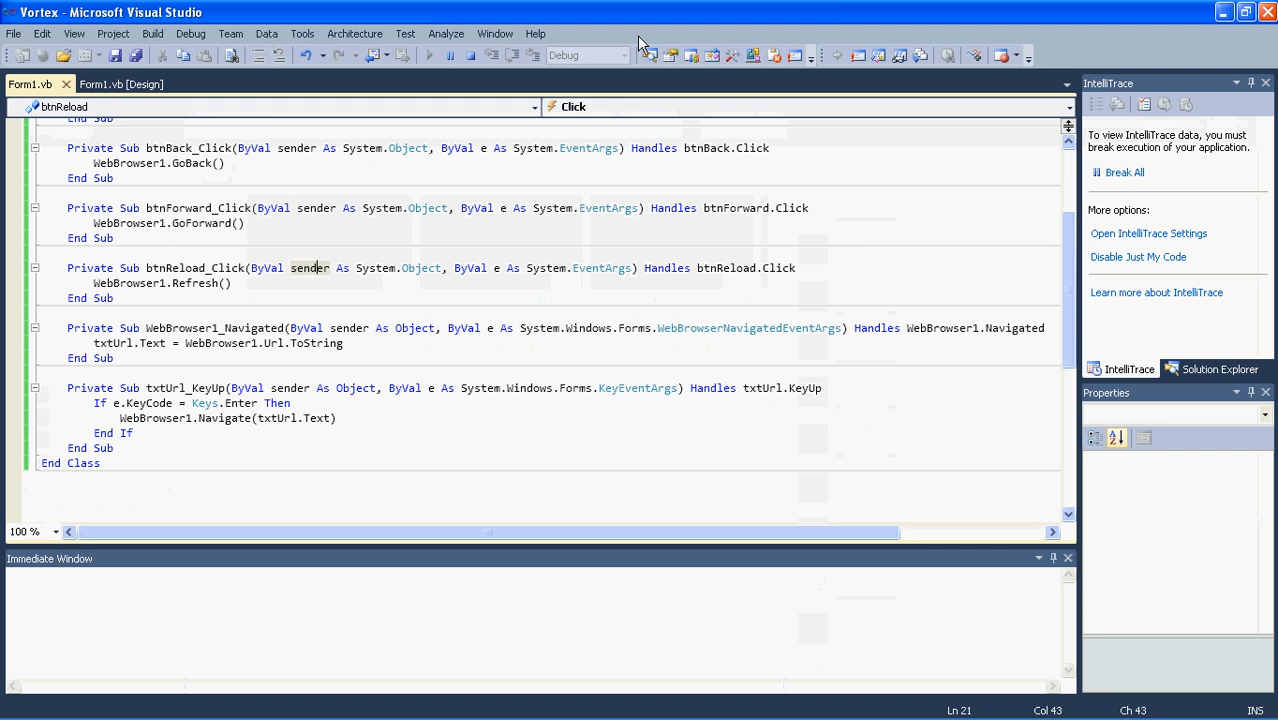 Vortex - Microsoft Visual Studio
File Edit View Project Build Debug Team Data Tools Architecture Test Analyze Window Help
Debug
Form1.vb Form1.vb [Design] IntelliTrace
btnReload Click
End Sub
Private Sub btnBack_Click(ByVal sender As System.Object, ByVal e As System.EventArgs) Handles btnBack.Click
WebBrowser1.GoBack()
End Sub
Private Sub btnForward_Click(ByVal sender As System.Object, ByVal e As System.EventArgs) Handles btnForward.Click
WebBrowser1.GoForward()
End Sub
Private Sub btnReload_Click(ByVal sender As System.Object, ByVal e As System.EventArgs) Handles btnReload.Click
WebBrowser1.Refresh()
End Sub
Private Sub WebBrowser1_Navigated(ByVal sender As Object, ByVal e As System.Windows.Forms.WebBrowserNavigatedEventArgs) Handles WebBrowser1.Navigated
txtUrl.Text = WebBrowser1.Url.ToString
End Sub
Private Sub txtUrl_KeyUp(ByVal sender As Object, ByVal e As System.Windows.Forms.KeyEventArgs) Handles txtUrl.KeyUp
If e.KeyCode = Keys.Enter Then
WebBrowser1.Navigate(txtUrl.Text)
End If
End Sub
End Class
100 %
To view IntelliTrace data, you must
break execution of your application.
Break All
More options:
Open IntelliTrace Settings
Disable Just My Code
Learn more about IntelliTrace
IntelliTrace Solution Explorer
Properties
Immediate Window
Ln 21 Col 43 Ch 43 INS